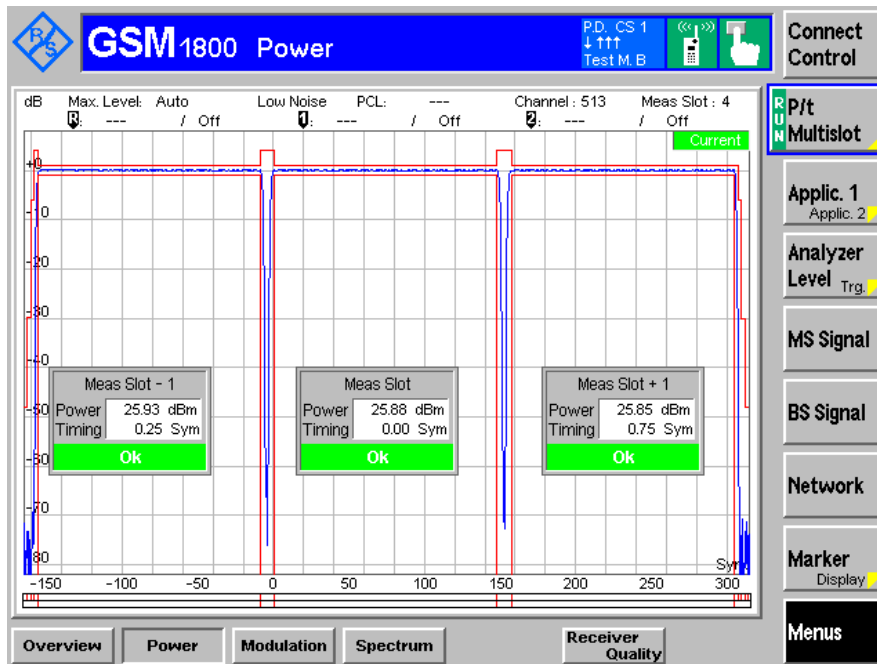 R&S
GSM 1800 Power
P.D. CS 1
↓ ↑↑↑
Test M. B
Connect Control
dB Max. Level: Auto Low Noise PCL: --- Channel : 513 Meas Slot : 4
R: --- / Off 1: --- / Off 2: --- / Off
Current
RUN
P/t Multislot
Applic. 1
Applic. 2
Analyzer Level Trg.
MS Signal
BS Signal
Network
Marker
Display
Menus
+0
-10
-20
-30
-40
-50
-60
-70
-80
Meas Slot - 1
Power 25.93 dBm
Timing 0.25 Sym
Ok
Meas Slot
Power 25.88 dBm
Timing 0.00 Sym
Ok
Meas Slot + 1
Power 25.85 dBm
Timing 0.75 Sym
Ok
Sym
-150 -100 -50 0 50 100 150 200 250 300
Overview Power Modulation Spectrum Receiver Quality